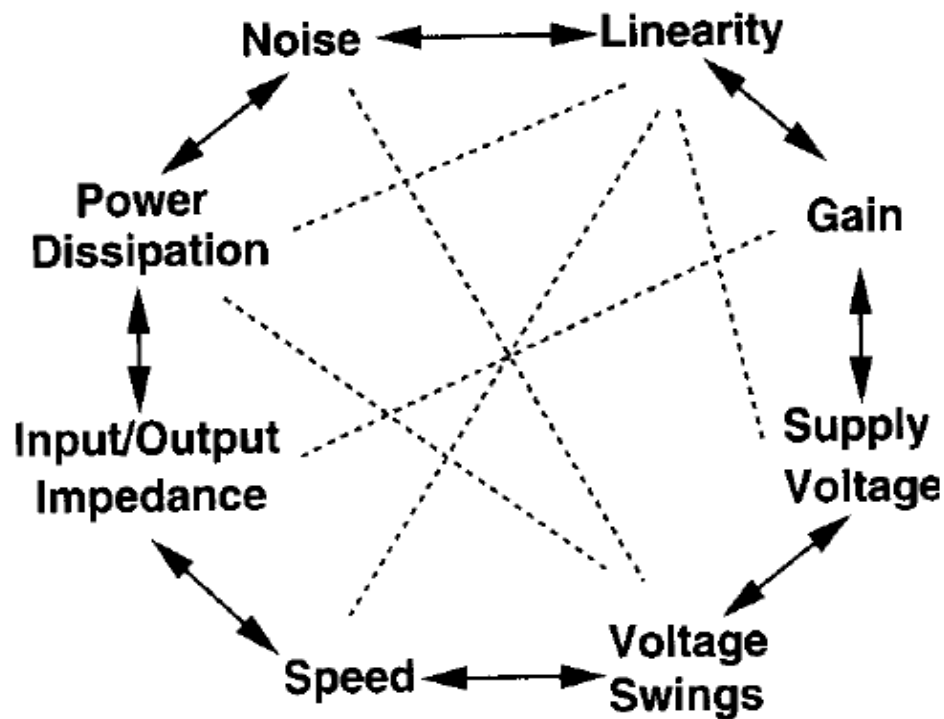 Noise
Linearity
Power
Dissipation
Gain
Input/Output
Impedance
Supply
Voltage
Speed
Voltage
Swings